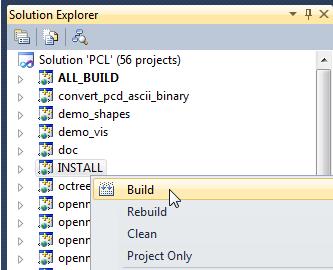 Solution Explorer
Solution 'PCL' (56 projects)
ALL_BUILD
convert_pcd_ascii_binary
demo_shapes
demo_vis
doc
INSTALL
octree
Build
openn
Rebuild
openn
Clean
openn
Project Only